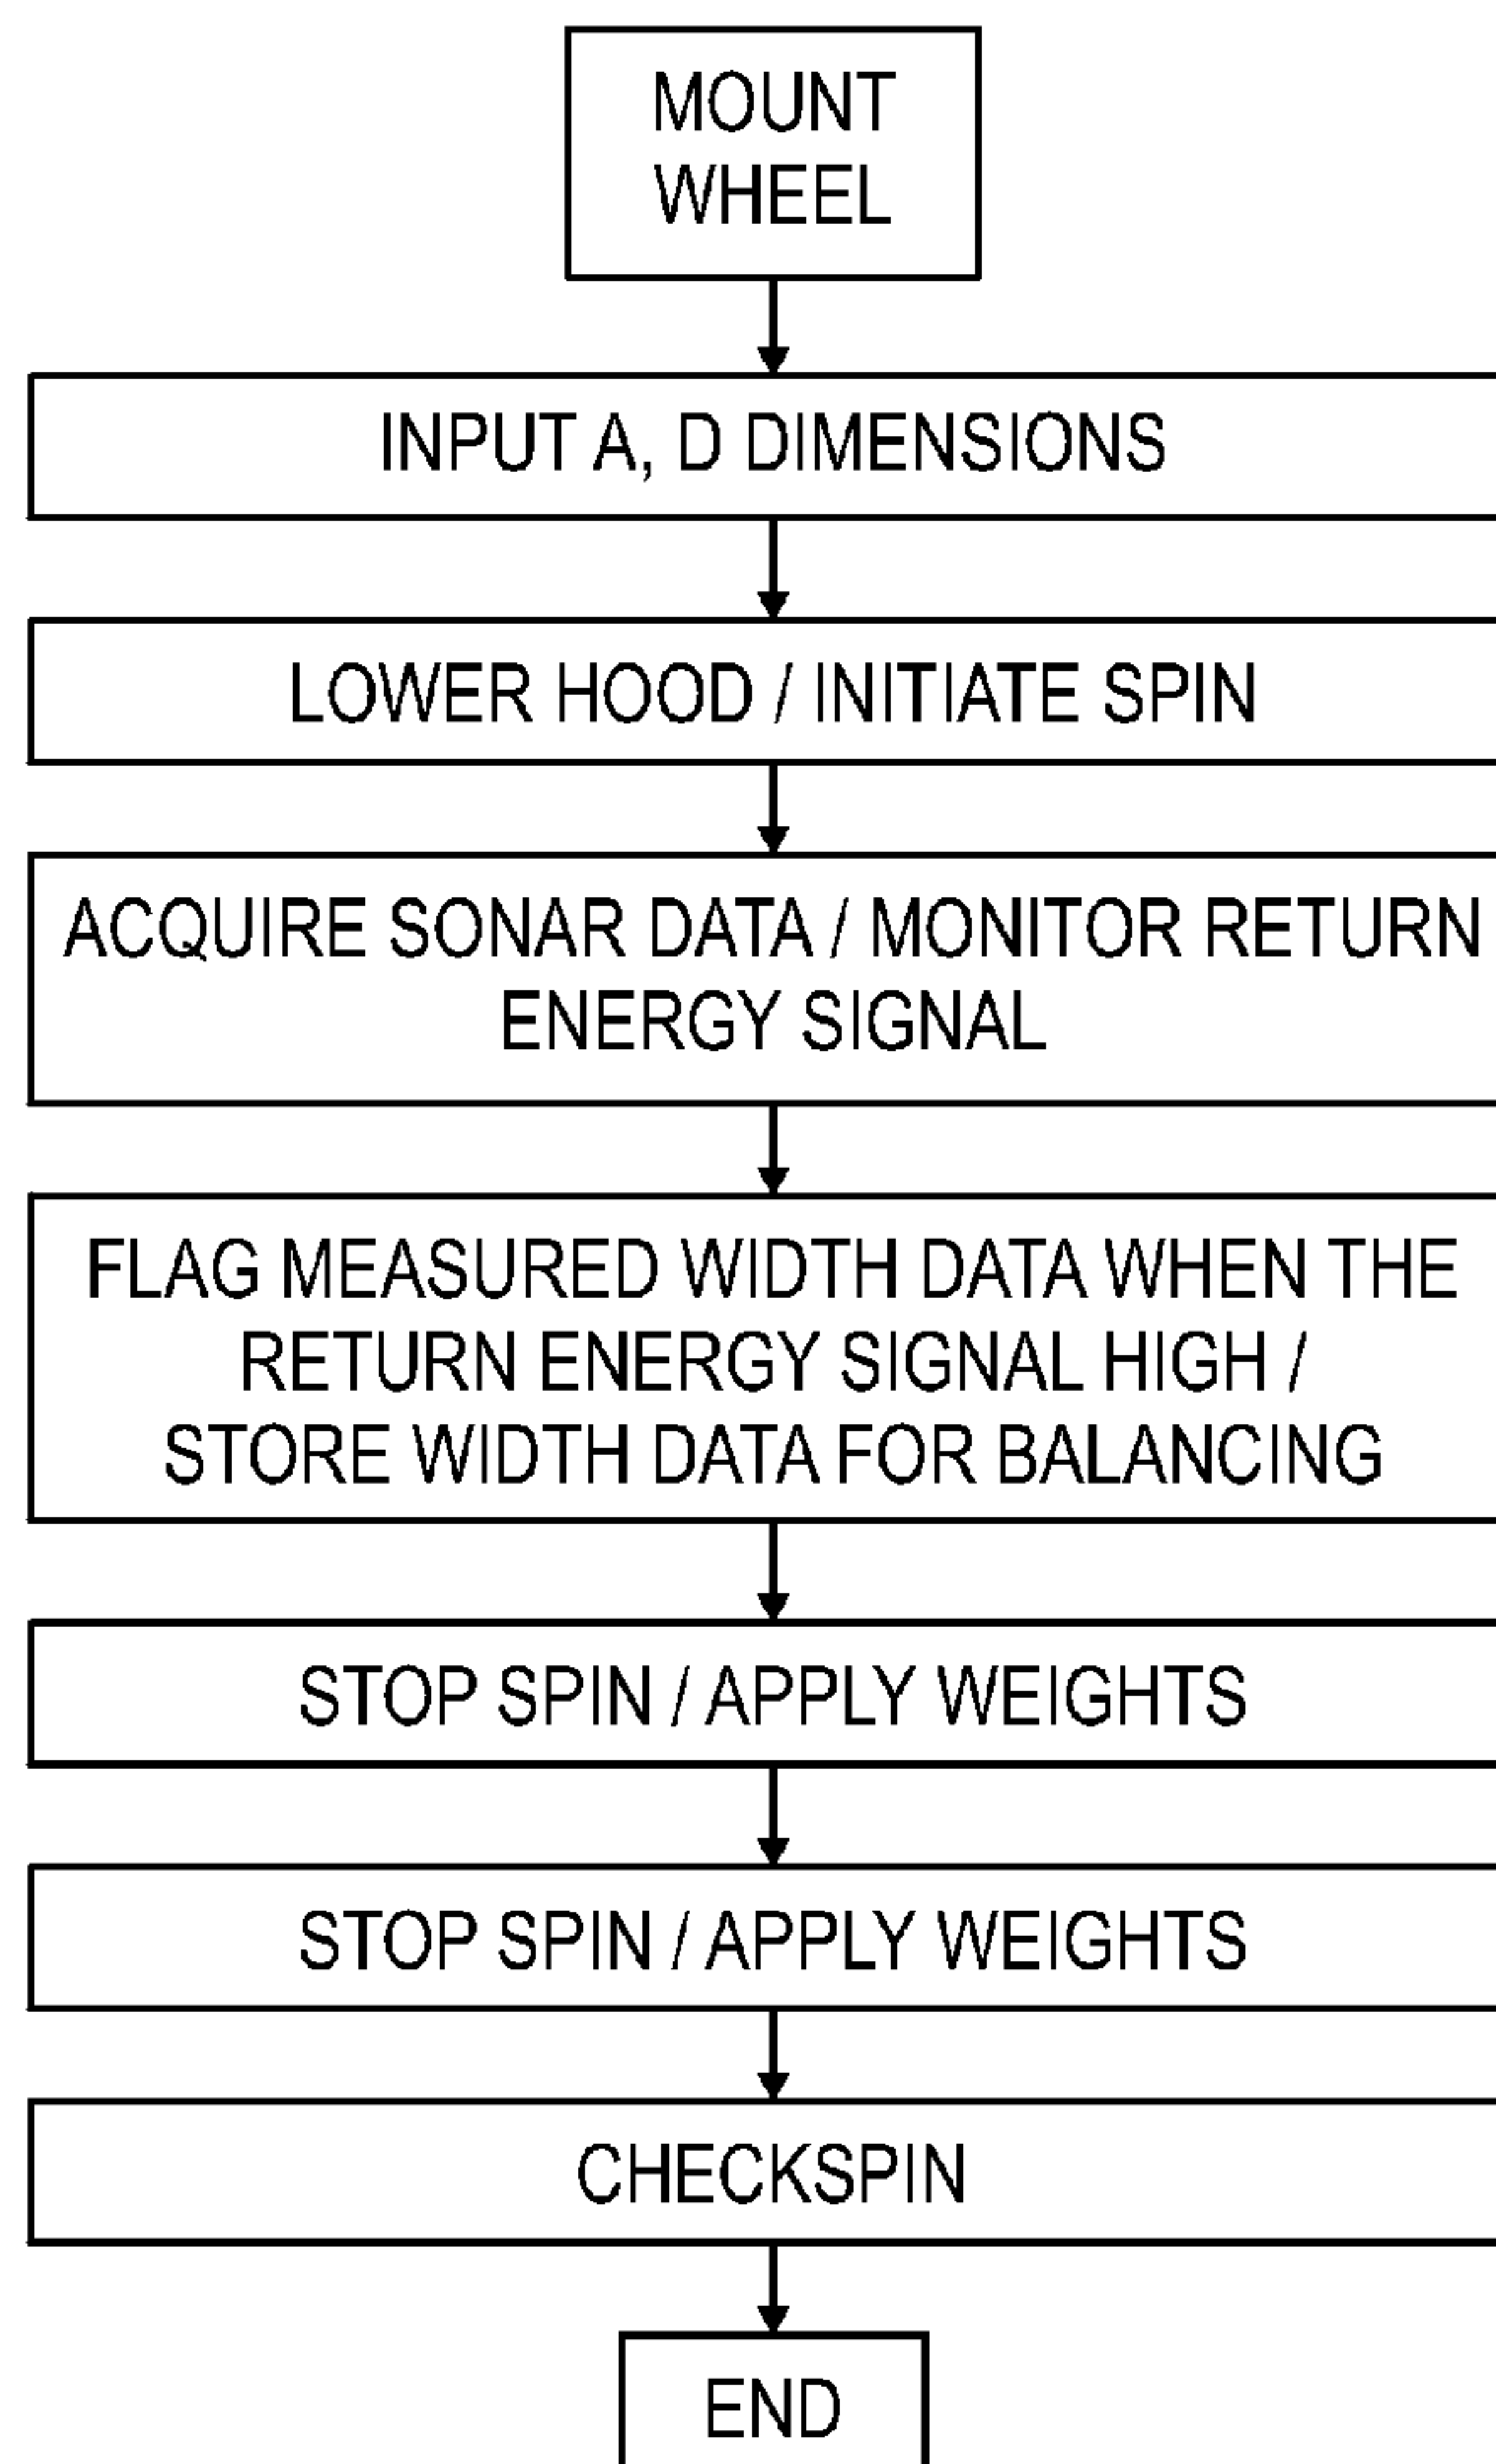 MOUNT
WHEEL
INPUT A, D DIMENSIONS
LOWER HOOD / INITIATE SPIN
ACQUIRE SONAR DATA / MONITOR RETURN
ENERGY SIGNAL
FLAG MEASURED WIDTH DATA WHEN THE
RETURN ENERGY SIGNAL HIGH /
STORE WIDTH DATA FOR BALANCING
STOP SPIN / APPLY WEIGHTS
STOP SPIN / APPLY WEIGHTS
CHECKSPIN
END